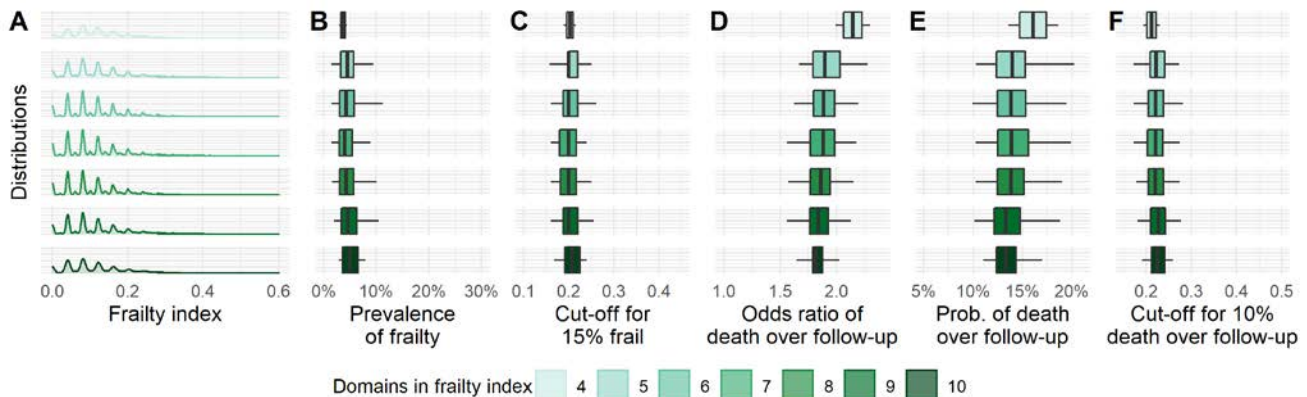 A B C D E F
Distributions
0.0 0.2 0.4 0.6
Frailty index
0% 10% 20% 30%
Prevalence
of frailty
0.1 0.2 0.3 0.4
Cut-off for
15% frail
1.0 1.5 2.0
Odds ratio of
death over follow-up
5% 10% 15% 20%
Prob. of death
over follow-up
0.2 0.3 0.4 0.5
Cut-off for 10%
death over follow-up
Domains in frailty index 4 5 6 7 8 9 10